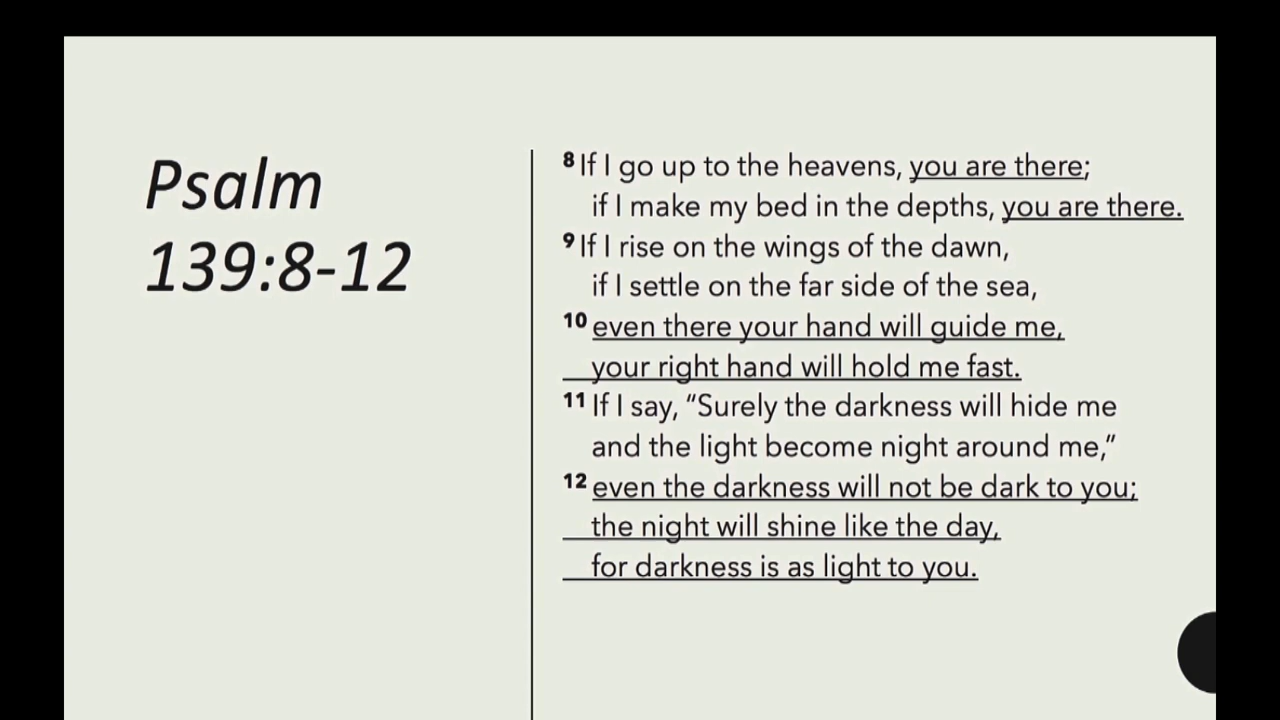 Psalm
139:8-12
8 If I go up to the heavens, you are there;
if I make my bed in the depths, you are there.
9 If I rise on the wings of the dawn,
if I settle on the far side of the sea,
10 even there your hand will guide me,
your right hand will hold me fast.
11 If I say, “Surely the darkness will hide me
and the light become night around me,”
12 even the darkness will not be dark to you;
the night will shine like the day,
for darkness is as light to you.